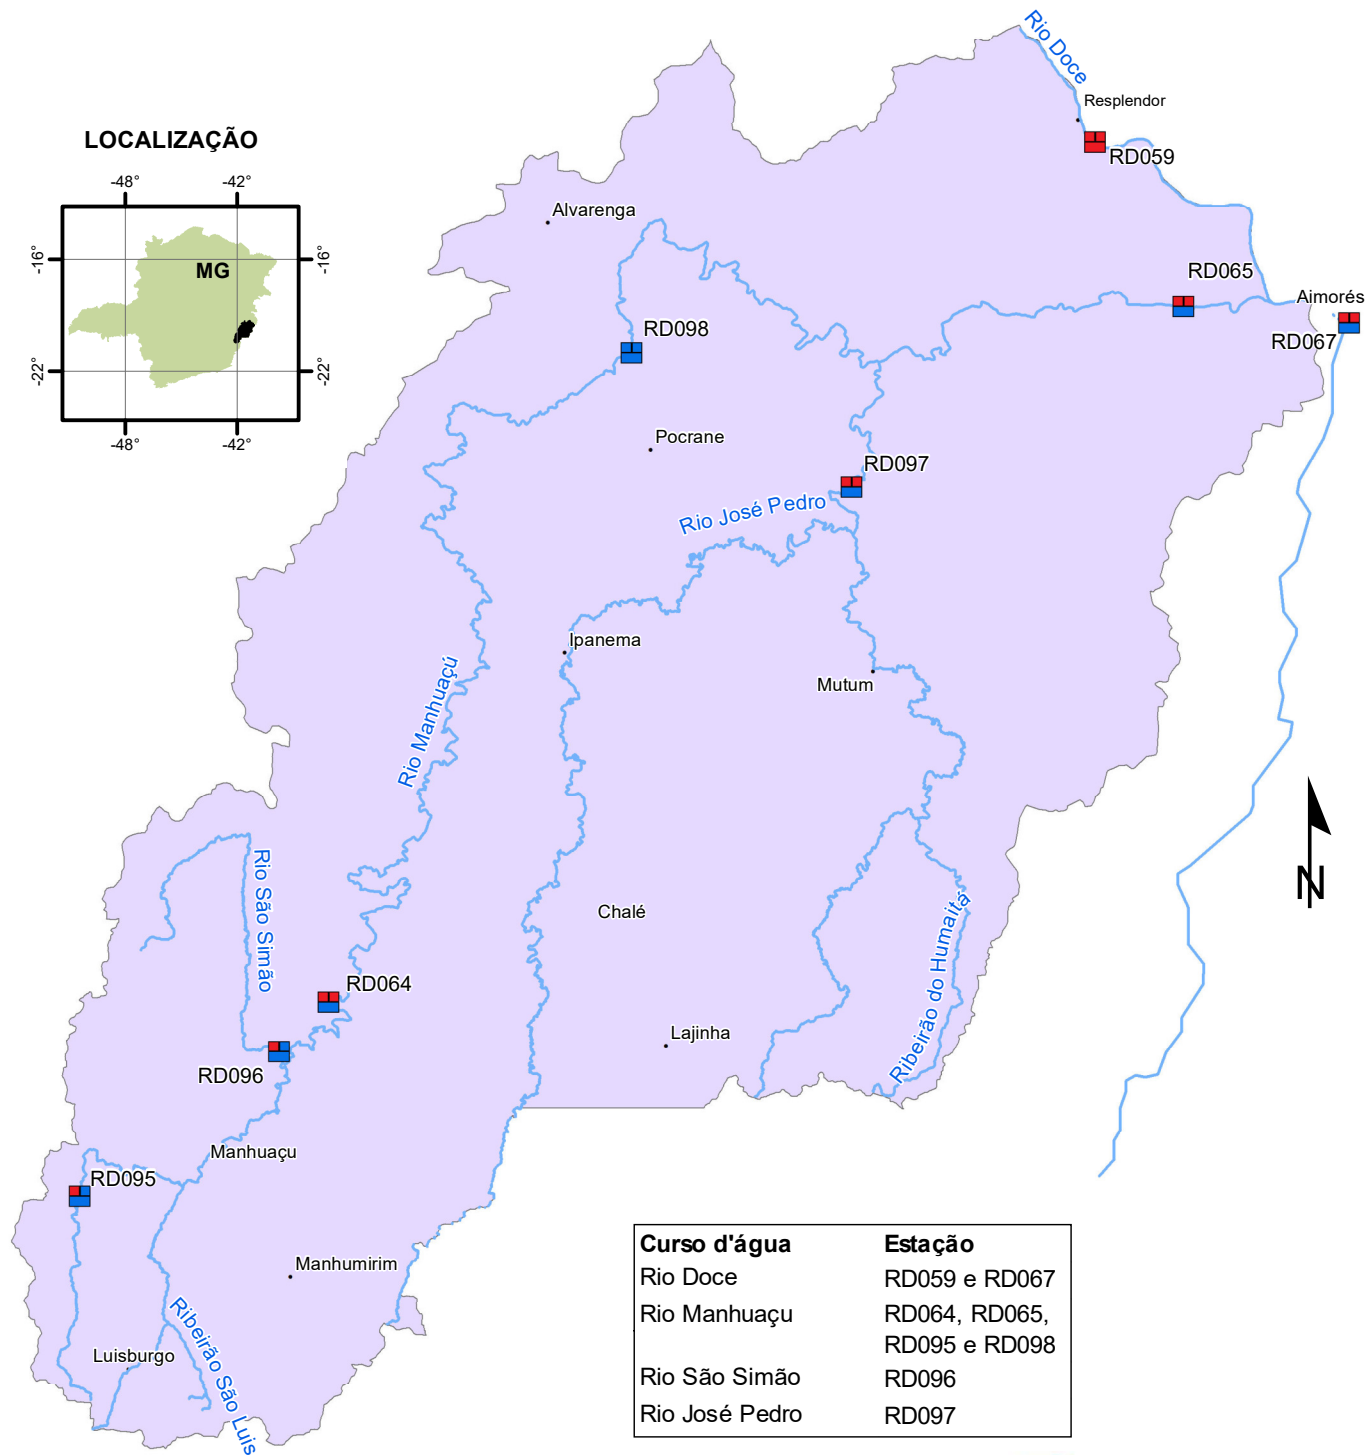 Rio Doce
Resplendor
RD059
LOCALIZAÇÃO
-48°
-42°
-16°
-16°
MG
-22°
-22°
-48°
-42°
Alvarenga
RD065
Aimorés
RD067
RD098
Pocrane
RD097
Rio José Pedro
Ipanema
Mutum
Rio Manhuaçú
Rio São Simão
Chalé
Ribeirão do Humaitá
N
RD064
Lajinha
RD096
Manhuaçu
RD095
Manhumirim
Ribeirão São Luis
Luisburgo
Curso d'água Estação
Rio Doce RD059 e RD067
Rio Manhuaçu RD064, RD065,
RD095 e RD098
Rio São Simão RD096
Rio José Pedro RD097